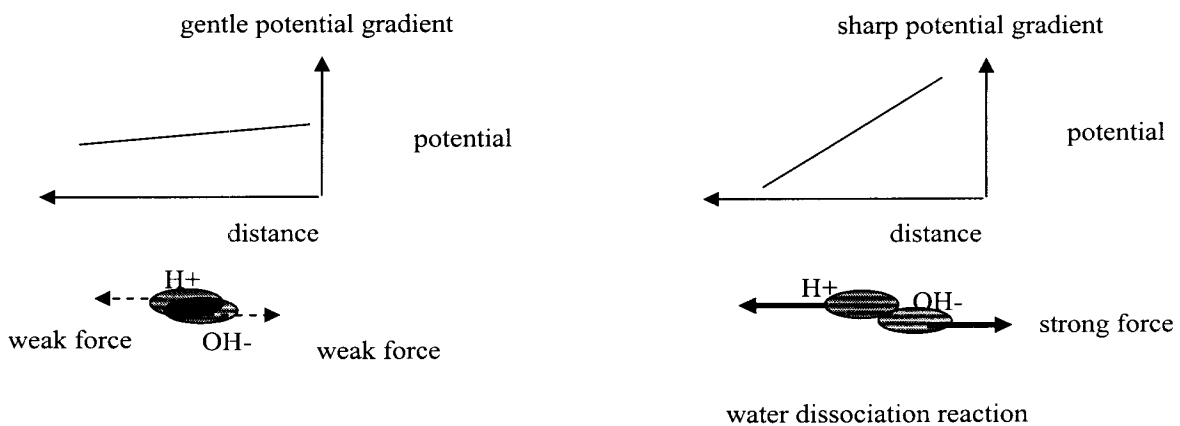 gentle potential gradient
potential
distance
H+
OH-
weak force
weak force
sharp potential gradient
potential
distance
H+
OH-
strong force
water dissociation reaction